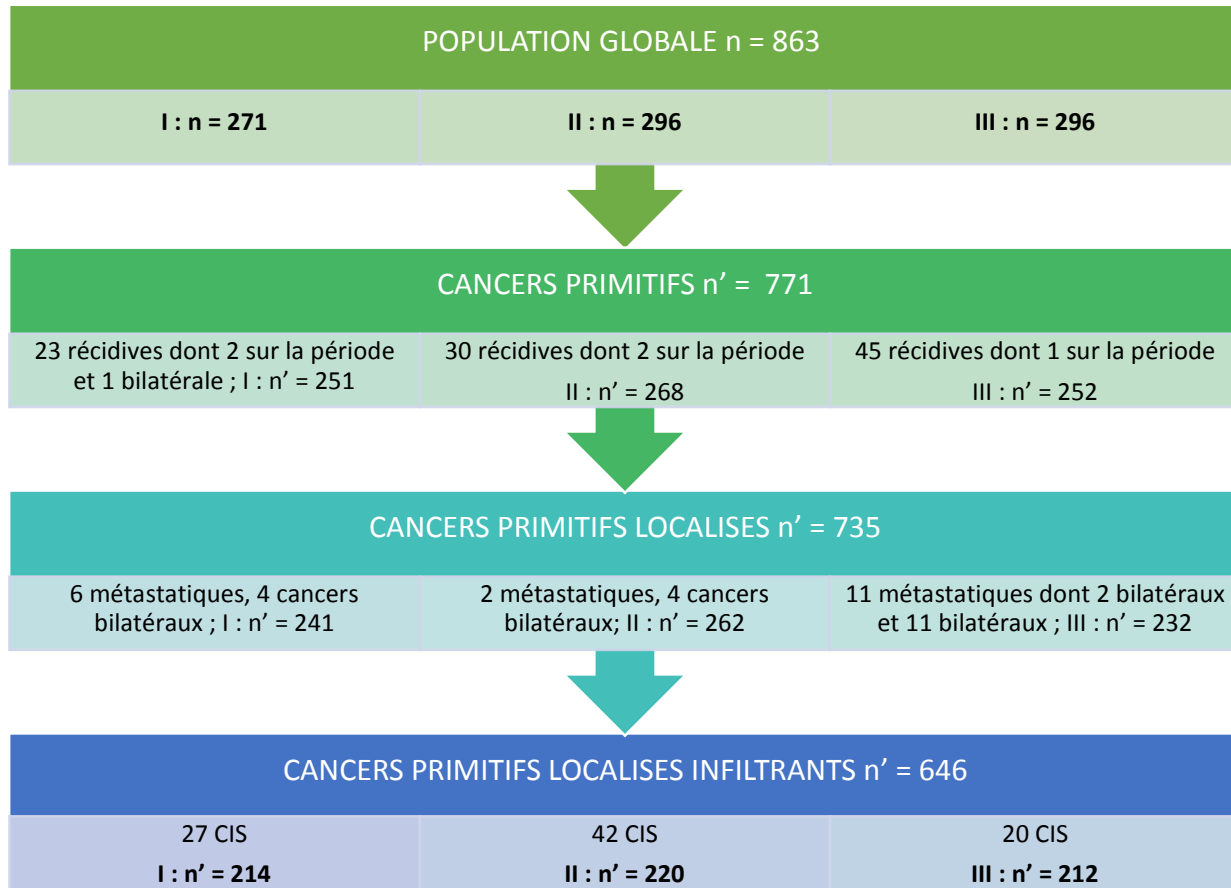 POPULATION GLOBALE n = 863
I : n = 271
II : n = 296
III : n = 296
CANCERS PRIMITIFS n’ = 771
23 récidives dont 2 sur la période
et 1 bilatérale ; I : n’ = 251
30 récidives dont 2 sur la période
II : n’ = 268
45 récidives dont 1 sur la période
III : n’ = 252
CANCERS PRIMITIFS LOCALISES n’ = 735
6 métastatiques, 4 cancers
bilatéraux ; I : n’ = 241
2 métastatiques, 4 cancers
bilatéraux; II : n’ = 262
11 métastatiques dont 2 bilatéraux
et 11 bilatéraux ; III : n’ = 232
CANCERS PRIMITIFS LOCALISES INFILTRANTS n’ = 646
27 CIS
I : n’ = 214
42 CIS
II : n’ = 220
20 CIS
III : n’ = 212